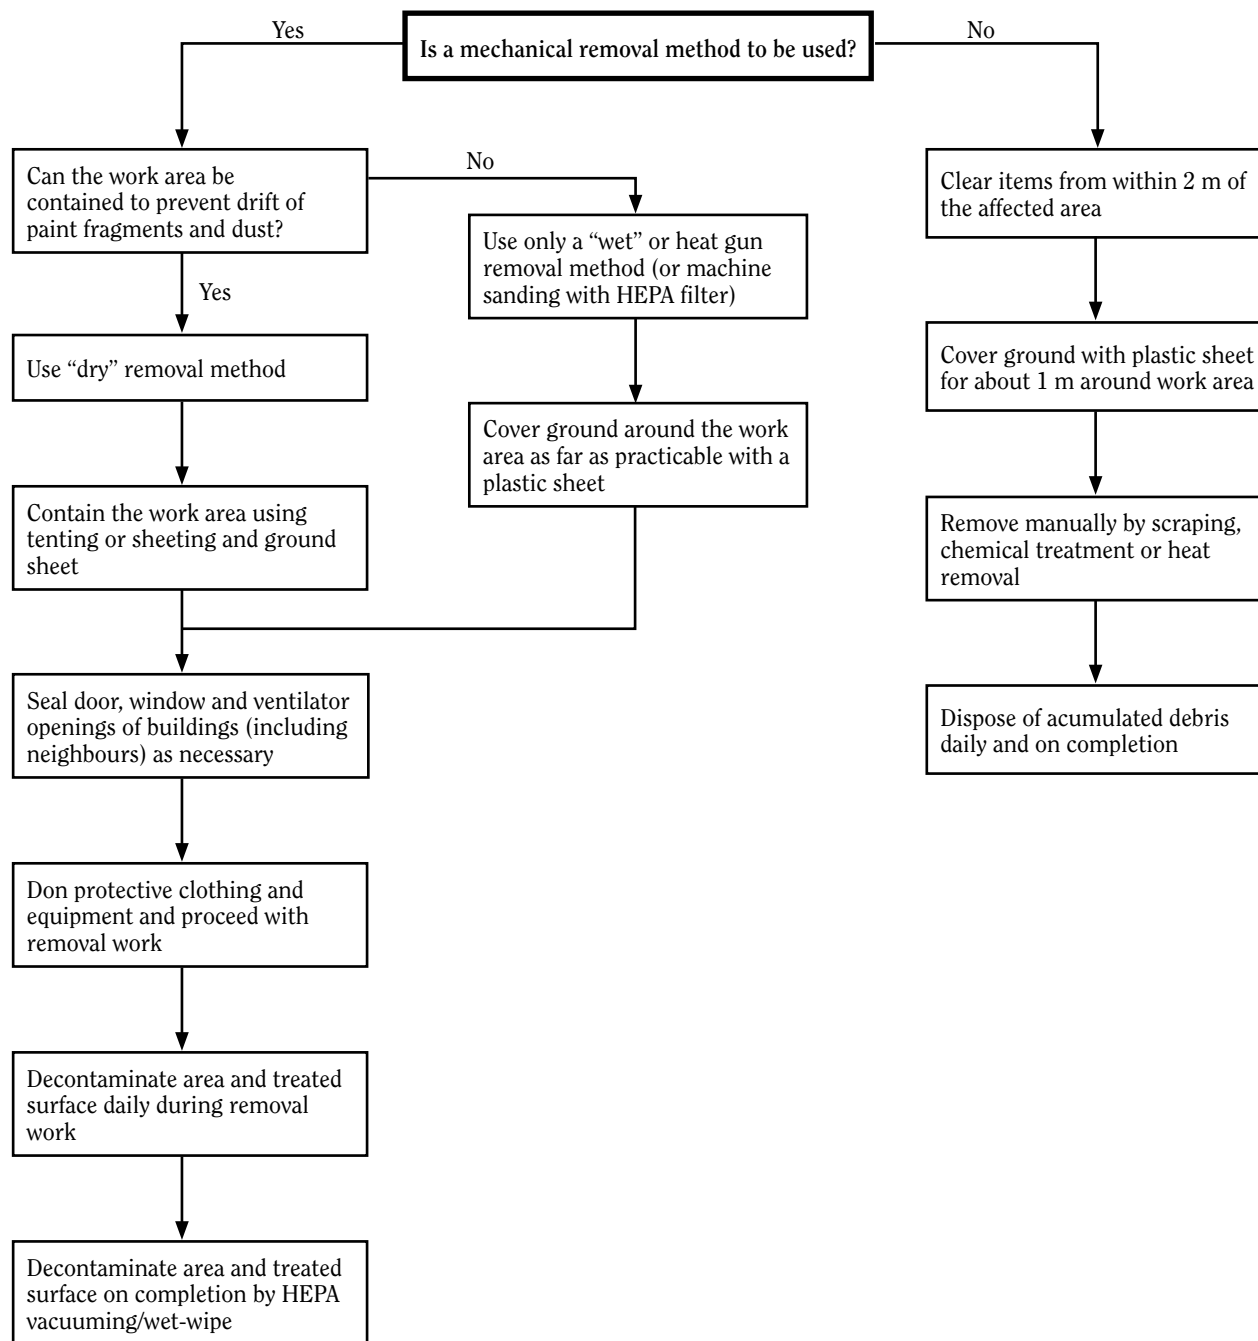 Is a mechanical removal method to be used?
Yes
No
Can the work area be
contained to prevent drift of
paint fragments and dust?
No
Yes
Use only a “wet” or heat gun
removal method (or machine
sanding with HEPA filter)
Use “dry” removal method
Cover ground around the work
area as far as practicable with a
plastic sheet
Contain the work area using
tenting or sheeting and ground
sheet
Seal door, window and ventilator
openings of buildings (including
neighbours) as necessary
Don protective clothing and
equipment and proceed with
removal work
Decontaminate area and treated
surface daily during removal
work
Decontaminate area and treated
surface on completion by HEPA
vacuuming/wet-wipe
Clear items from within 2 m of
the affected area
Cover ground with plastic sheet
for about 1 m around work area
Remove manually by scraping,
chemical treatment or heat
removal
Dispose of acumulated debris
daily and on completion